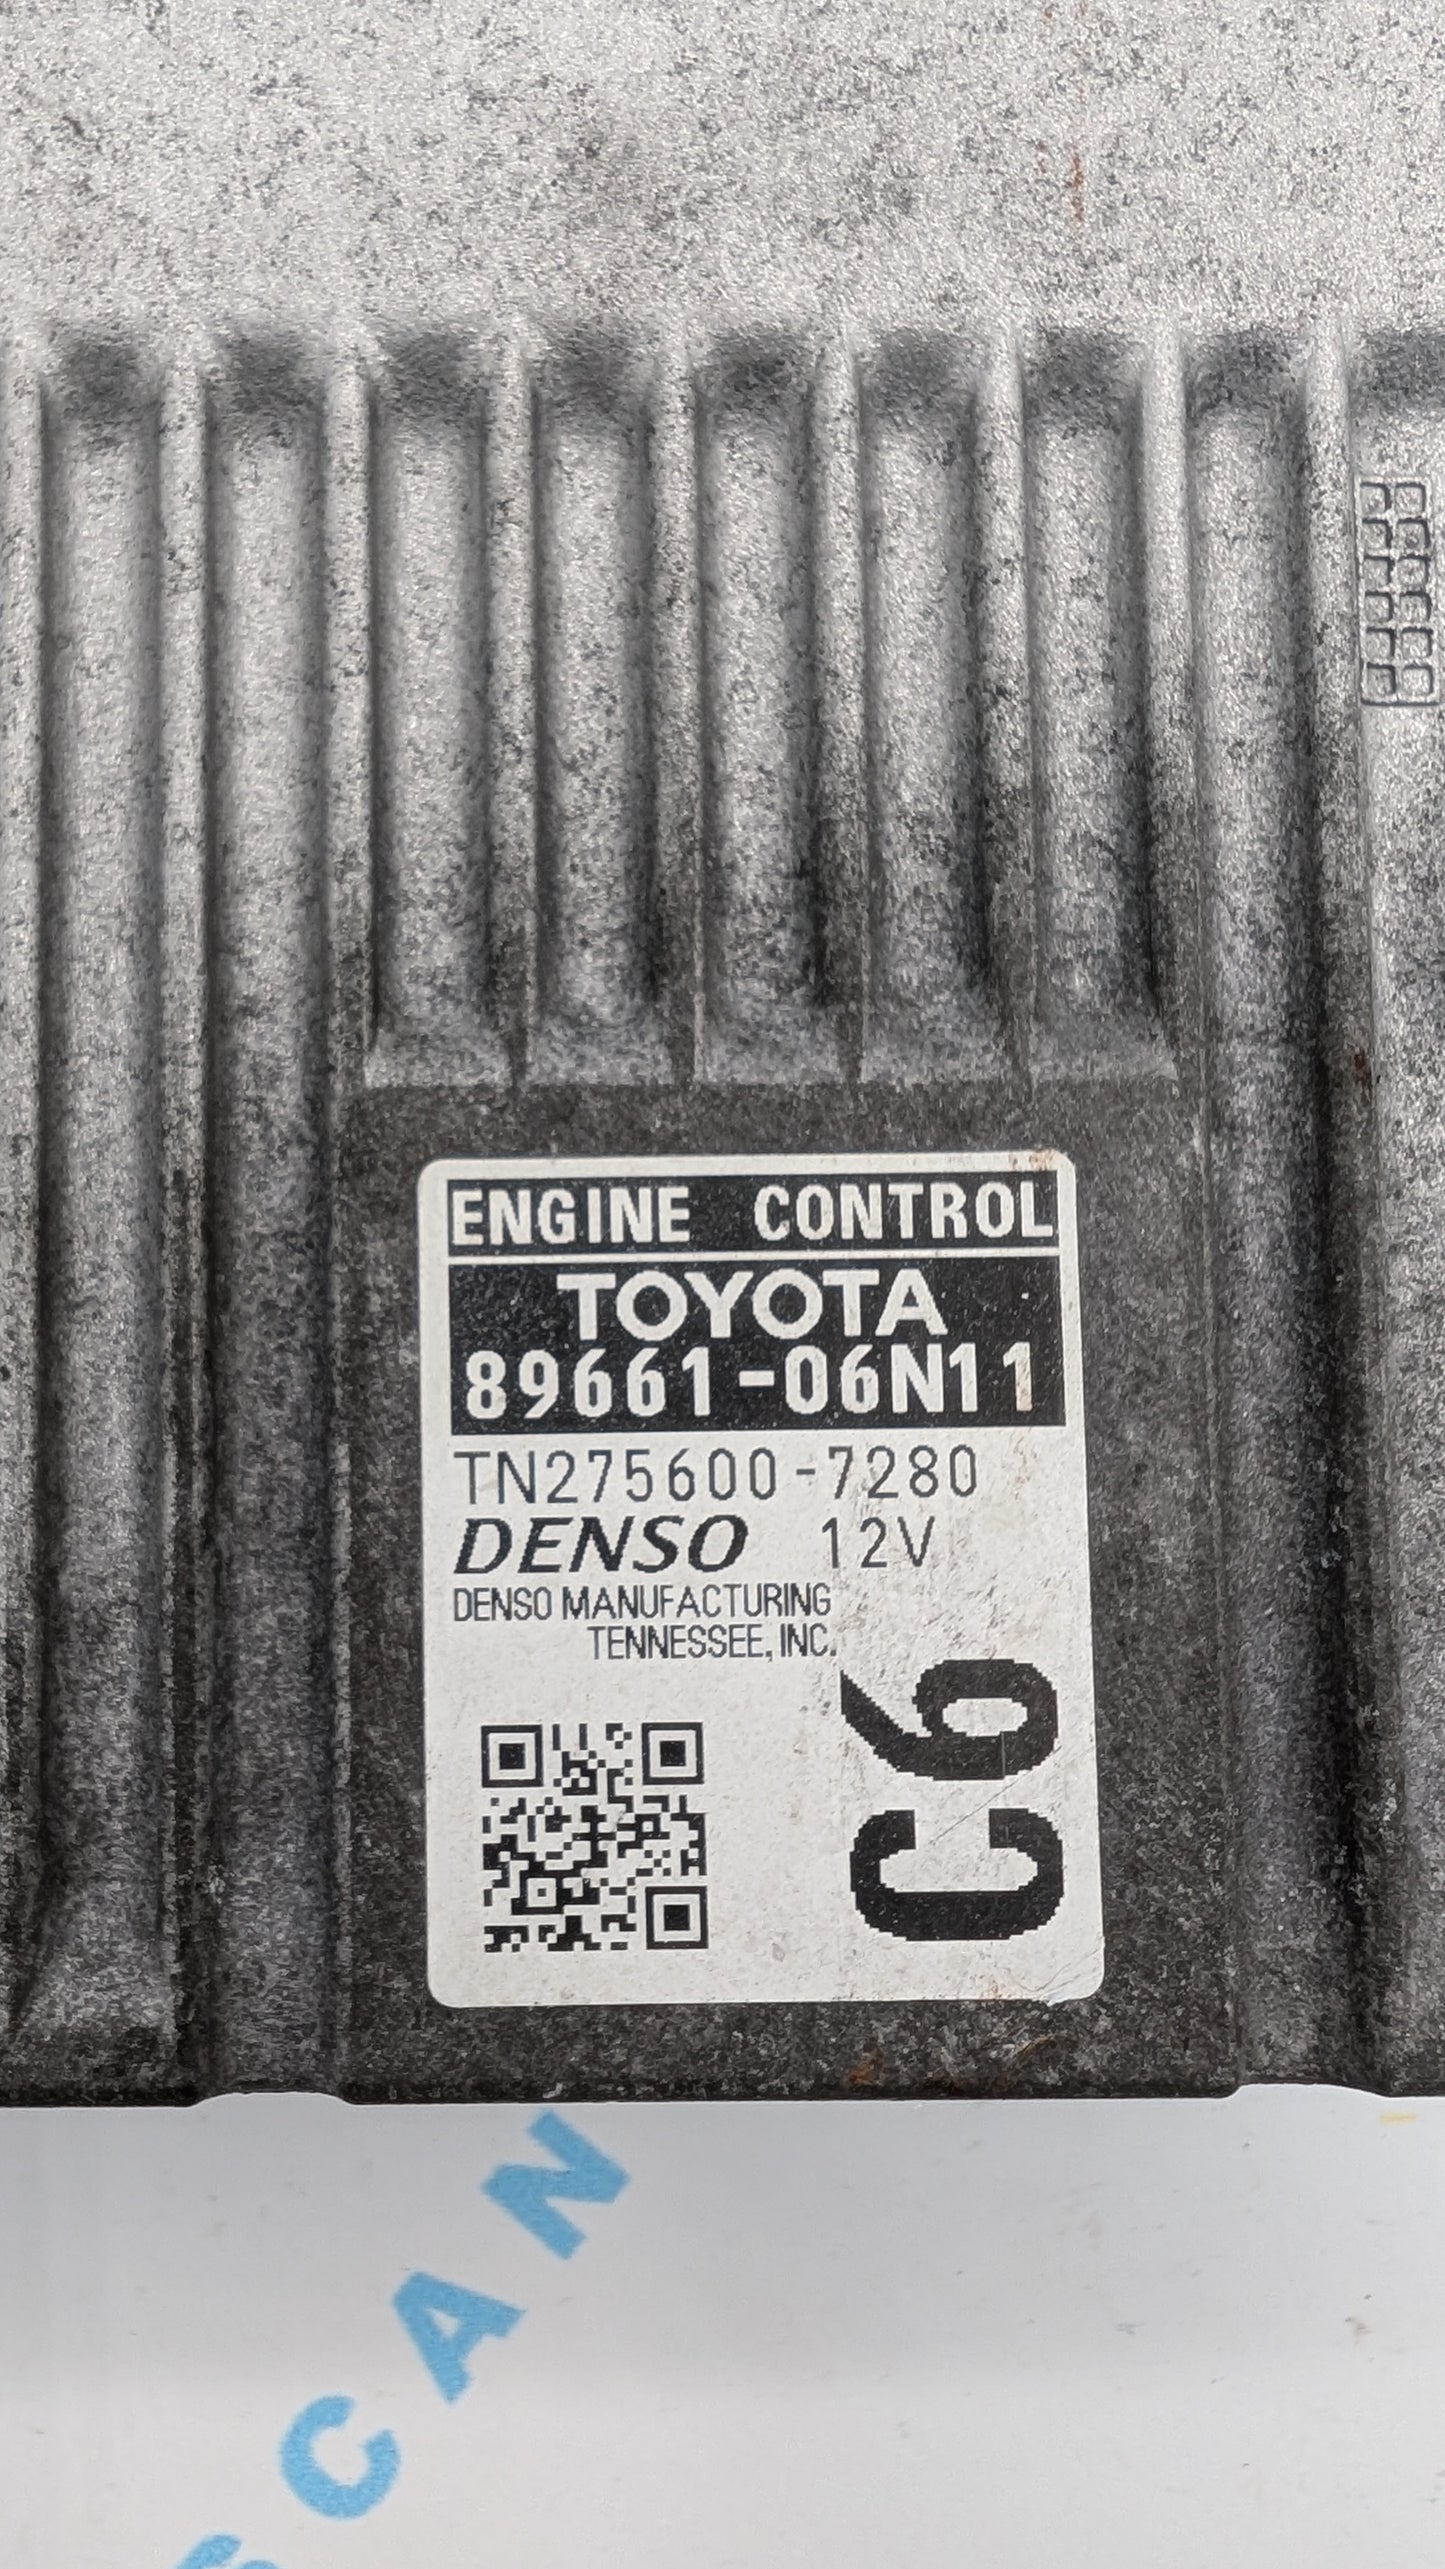 ENGINE CONTROL
TOYOTA
89661-06N11
TN275600-7280
DENSO 12V
DENSO MANUFACTURING
TENNESSEE, INC.
C6
SCAN